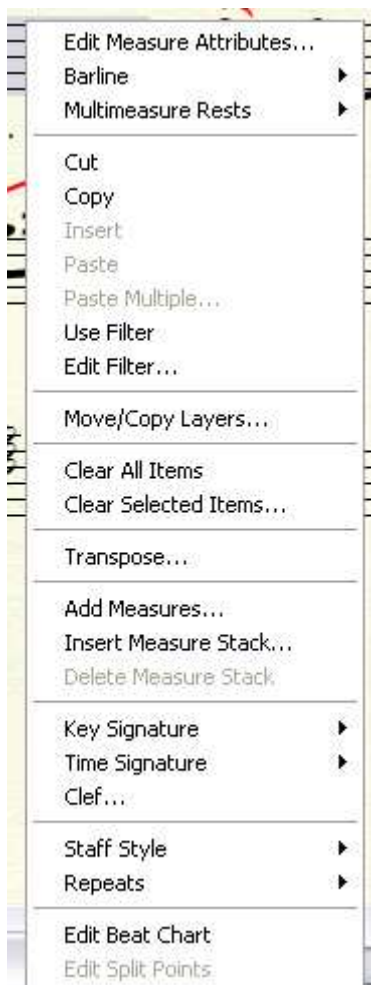 Edit Measure Attributes...
Barline
Multimeasure Rests
Cut
Copy
Insert
Paste
Paste Multiple...
Use Filter
Edit Filter...
Move/Copy Layers...
Clear All Items
Clear Selected Items...
Transpose...
Add Measures...
Insert Measure Stack...
Delete Measure Stack
Key Signature
Time Signature
Clef...
Staff Style
Repeats
Edit Beat Chart
Edit Split Points